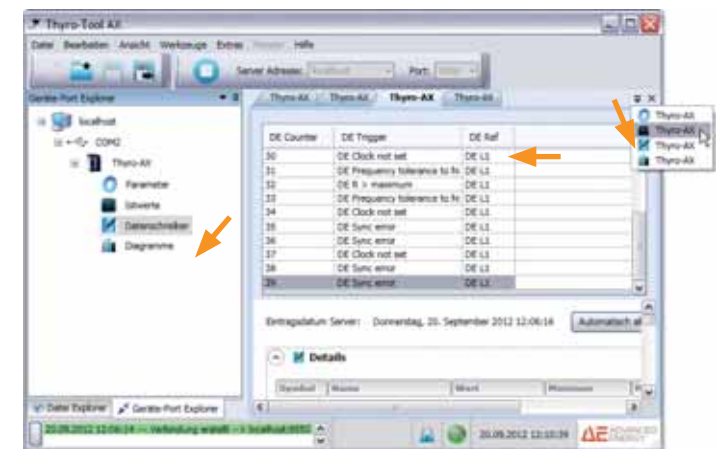 Thyro-Tool AX
Datei Bearbeiten Ansicht Werkzeuge Extras Fenster Hilfe
Server Adresse: localhost Port:
Geräte-Port Explorer
Thyro-AX Thyro-AX Thyro-AX Thyro-AX
localhost
COM2
Thyro-AX
Parameter
Istwerte
Datenschreiber
Diagramme
DE Counter DE Trigger DE Ref
30 DE Clock not set DE L1
31 DE Frequency tolerance to hi DE L1
32 DE R > maximum DE L1
33 DE Frequency tolerance to hi DE L1
34 DE Clock not set DE L1
35 DE Sync error DE L1
36 DE Sync error DE L1
37 DE Clock not set DE L1
38 DE Sync error DE L1
39 DE Sync error DE L1
Thyro-AX
Thyro-AX
Thyro-AX
Thyro-AX
Eintragsdatum Server: Donnerstag, 20. September 2012 12:06:16 Automatisch
Details
Symbol Name Wert Maximum
Datei Explorer Geräte-Port Explorer
20.09.2012 12:06:14 --- Verbindung erstellt --> localhost:
20.09.2012 12:10:39
AE ADVANCED ENERGY